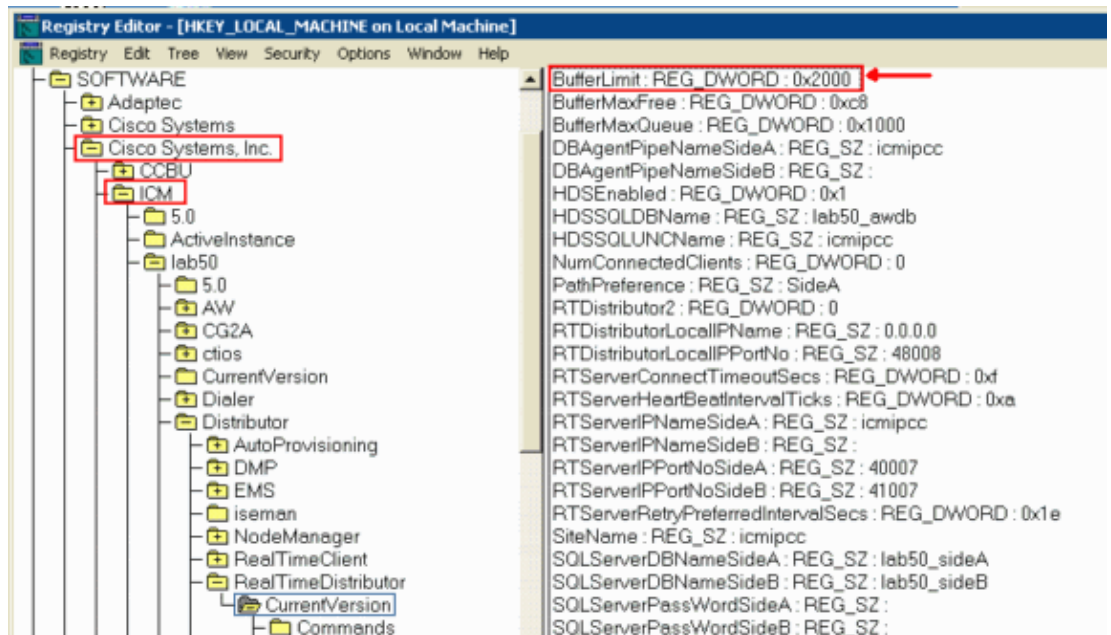 Registry Editor - [HKEY_LOCAL_MACHINE on Local Machine]
Registry Edit Tree View Security Options Window Help
SOFTWARE
Adaptec
Cisco Systems
Cisco Systems, Inc.
CCBU
ICM
5.0
ActiveInstance
lab50
5.0
AW
CG2A
ctios
CurrentVersion
Dialer
Distributor
AutoProvisioning
DMP
EMS
iseman
NodeManager
RealTimeClient
RealTimeDistributor
CurrentVersion
Commands
BufferLimit : REG_DWORD : 0x2000
BufferMaxFree : REG_DWORD : 0xc8
BufferMaxQueue : REG_DWORD : 0x1000
DBAgentPipeNameSideA : REG_SZ : icmipcc
DBAgentPipeNameSideB : REG_SZ :
HDSEnabled : REG_DWORD : 0x1
HDSSQLDBName : REG_SZ : lab50_awdb
HDSSQLUNCName : REG_SZ : icmipcc
NumConnectedClients : REG_DWORD : 0
PathPreference : REG_SZ : SideA
RTDistributor2 : REG_DWORD : 0
RTDistributorLocalIPName : REG_SZ : 0.0.0.0
RTDistributorLocalIPPortNo : REG_SZ : 48008
RTServerConnectTimeoutSecs : REG_DWORD : 0xf
RTServerHeartBeatIntervalTicks : REG_DWORD : 0xa
RTServerIPNameSideA : REG_SZ : icmipcc
RTServerIPNameSideB : REG_SZ :
RTServerIPPortNoSideA : REG_SZ : 40007
RTServerIPPortNoSideB : REG_SZ : 41007
RTServerRetryPreferredIntervalSecs : REG_DWORD : 0x1e
SiteName : REG_SZ : icmipcc
SQLServerDBNameSideA : REG_SZ : lab50_sideA
SQLServerDBNameSideB : REG_SZ : lab50_sideB
SQLServerPassWordSideA : REG_SZ :
SQLServerPassWordSideB : REG_SZ :